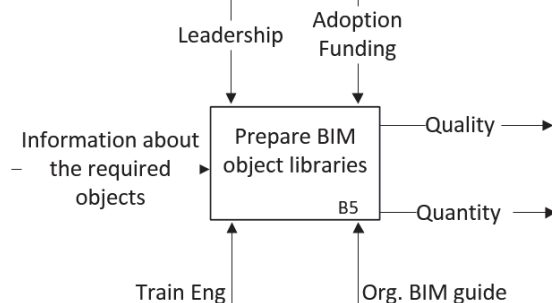 Leadership
Adoption
Funding
Information about
the required
objects
Prepare BIM
object libraries
B5
Quality
Quantity
Train Eng
Org. BIM guide